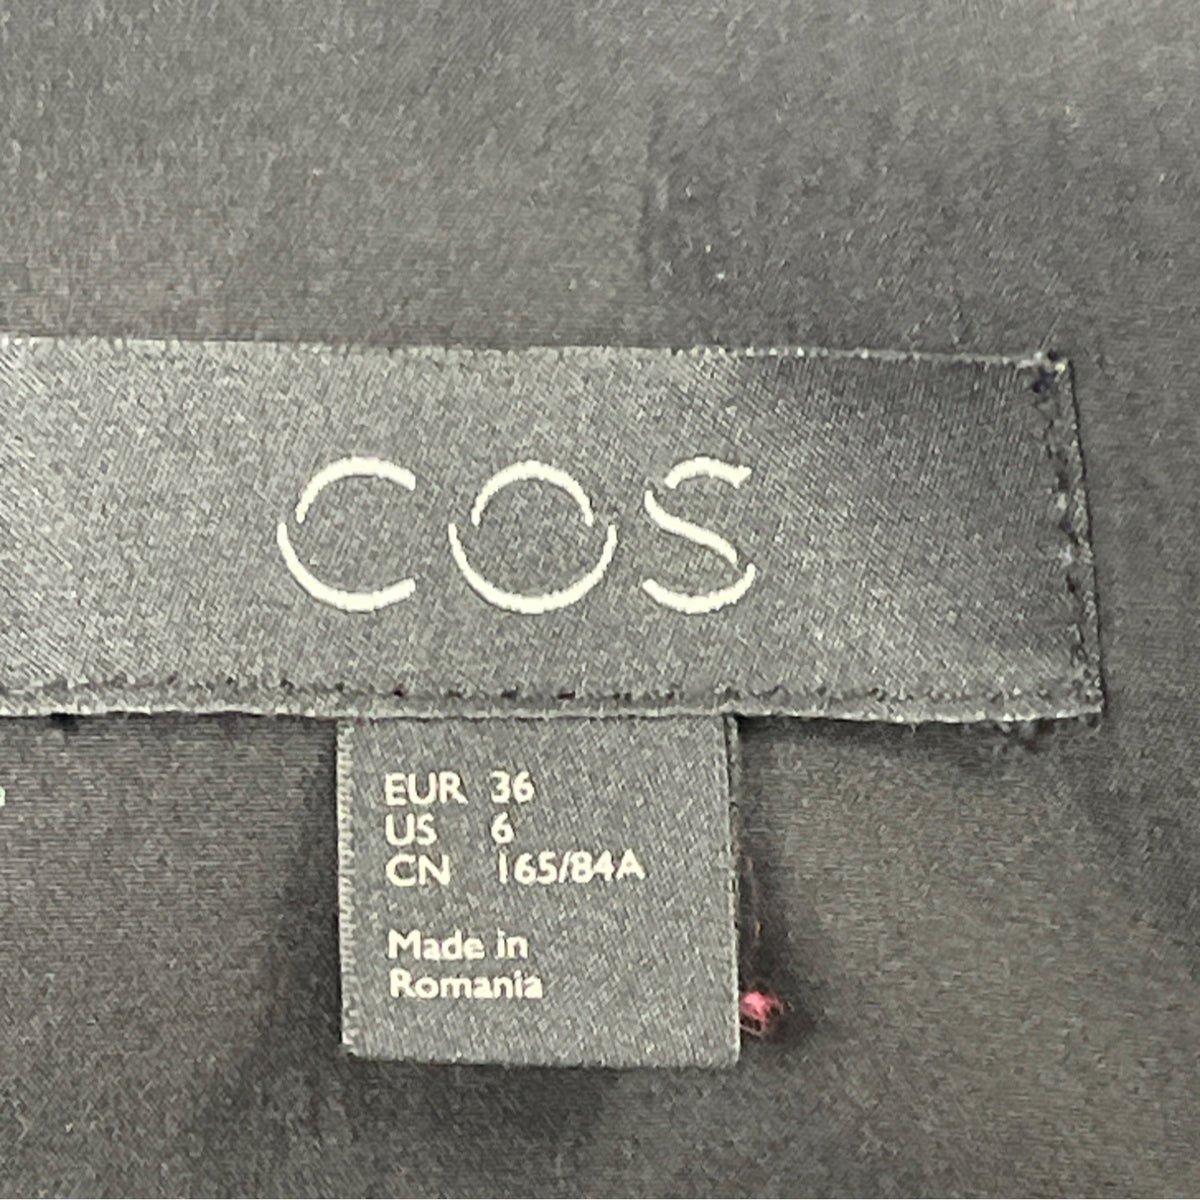 COS
EUR 36
US 6
CN 165/84A
Made in
Romania